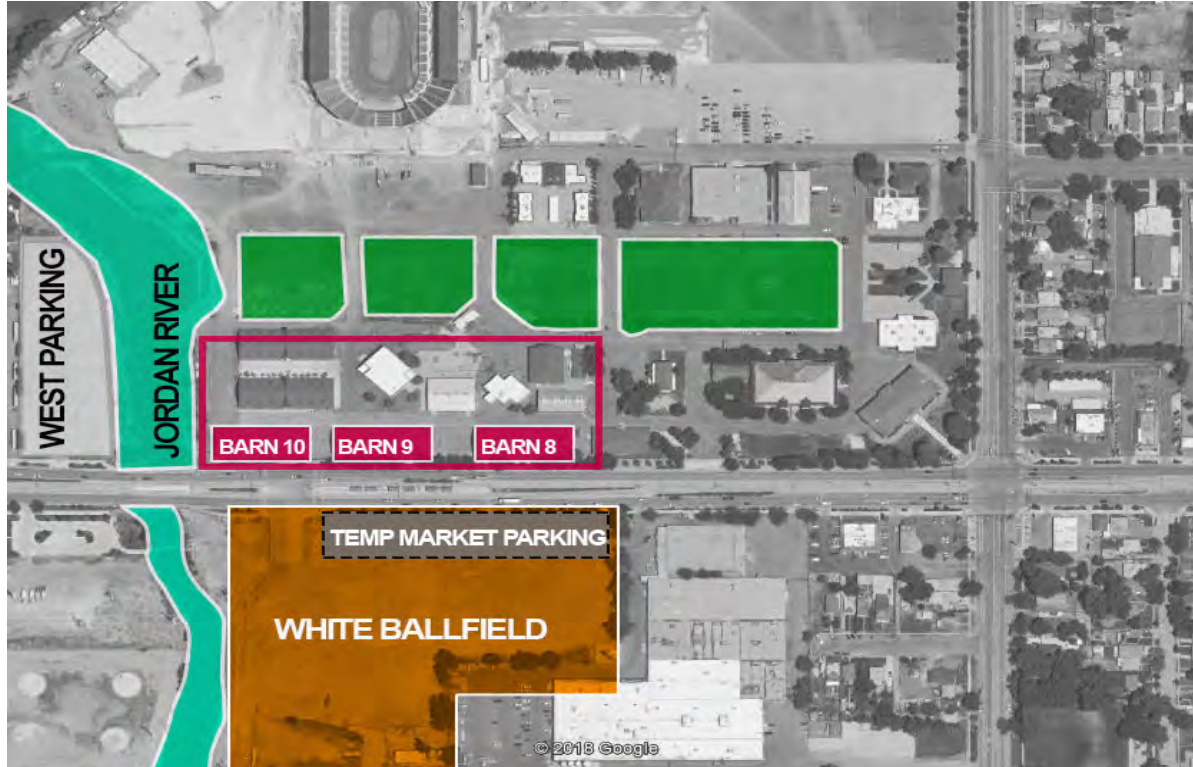 WEST PARKING
JORDAN RIVER
BARN 10
BARN 9
BARN 8
TEMP MARKET PARKING
WHITE BALLFIELD
© 2018 Google